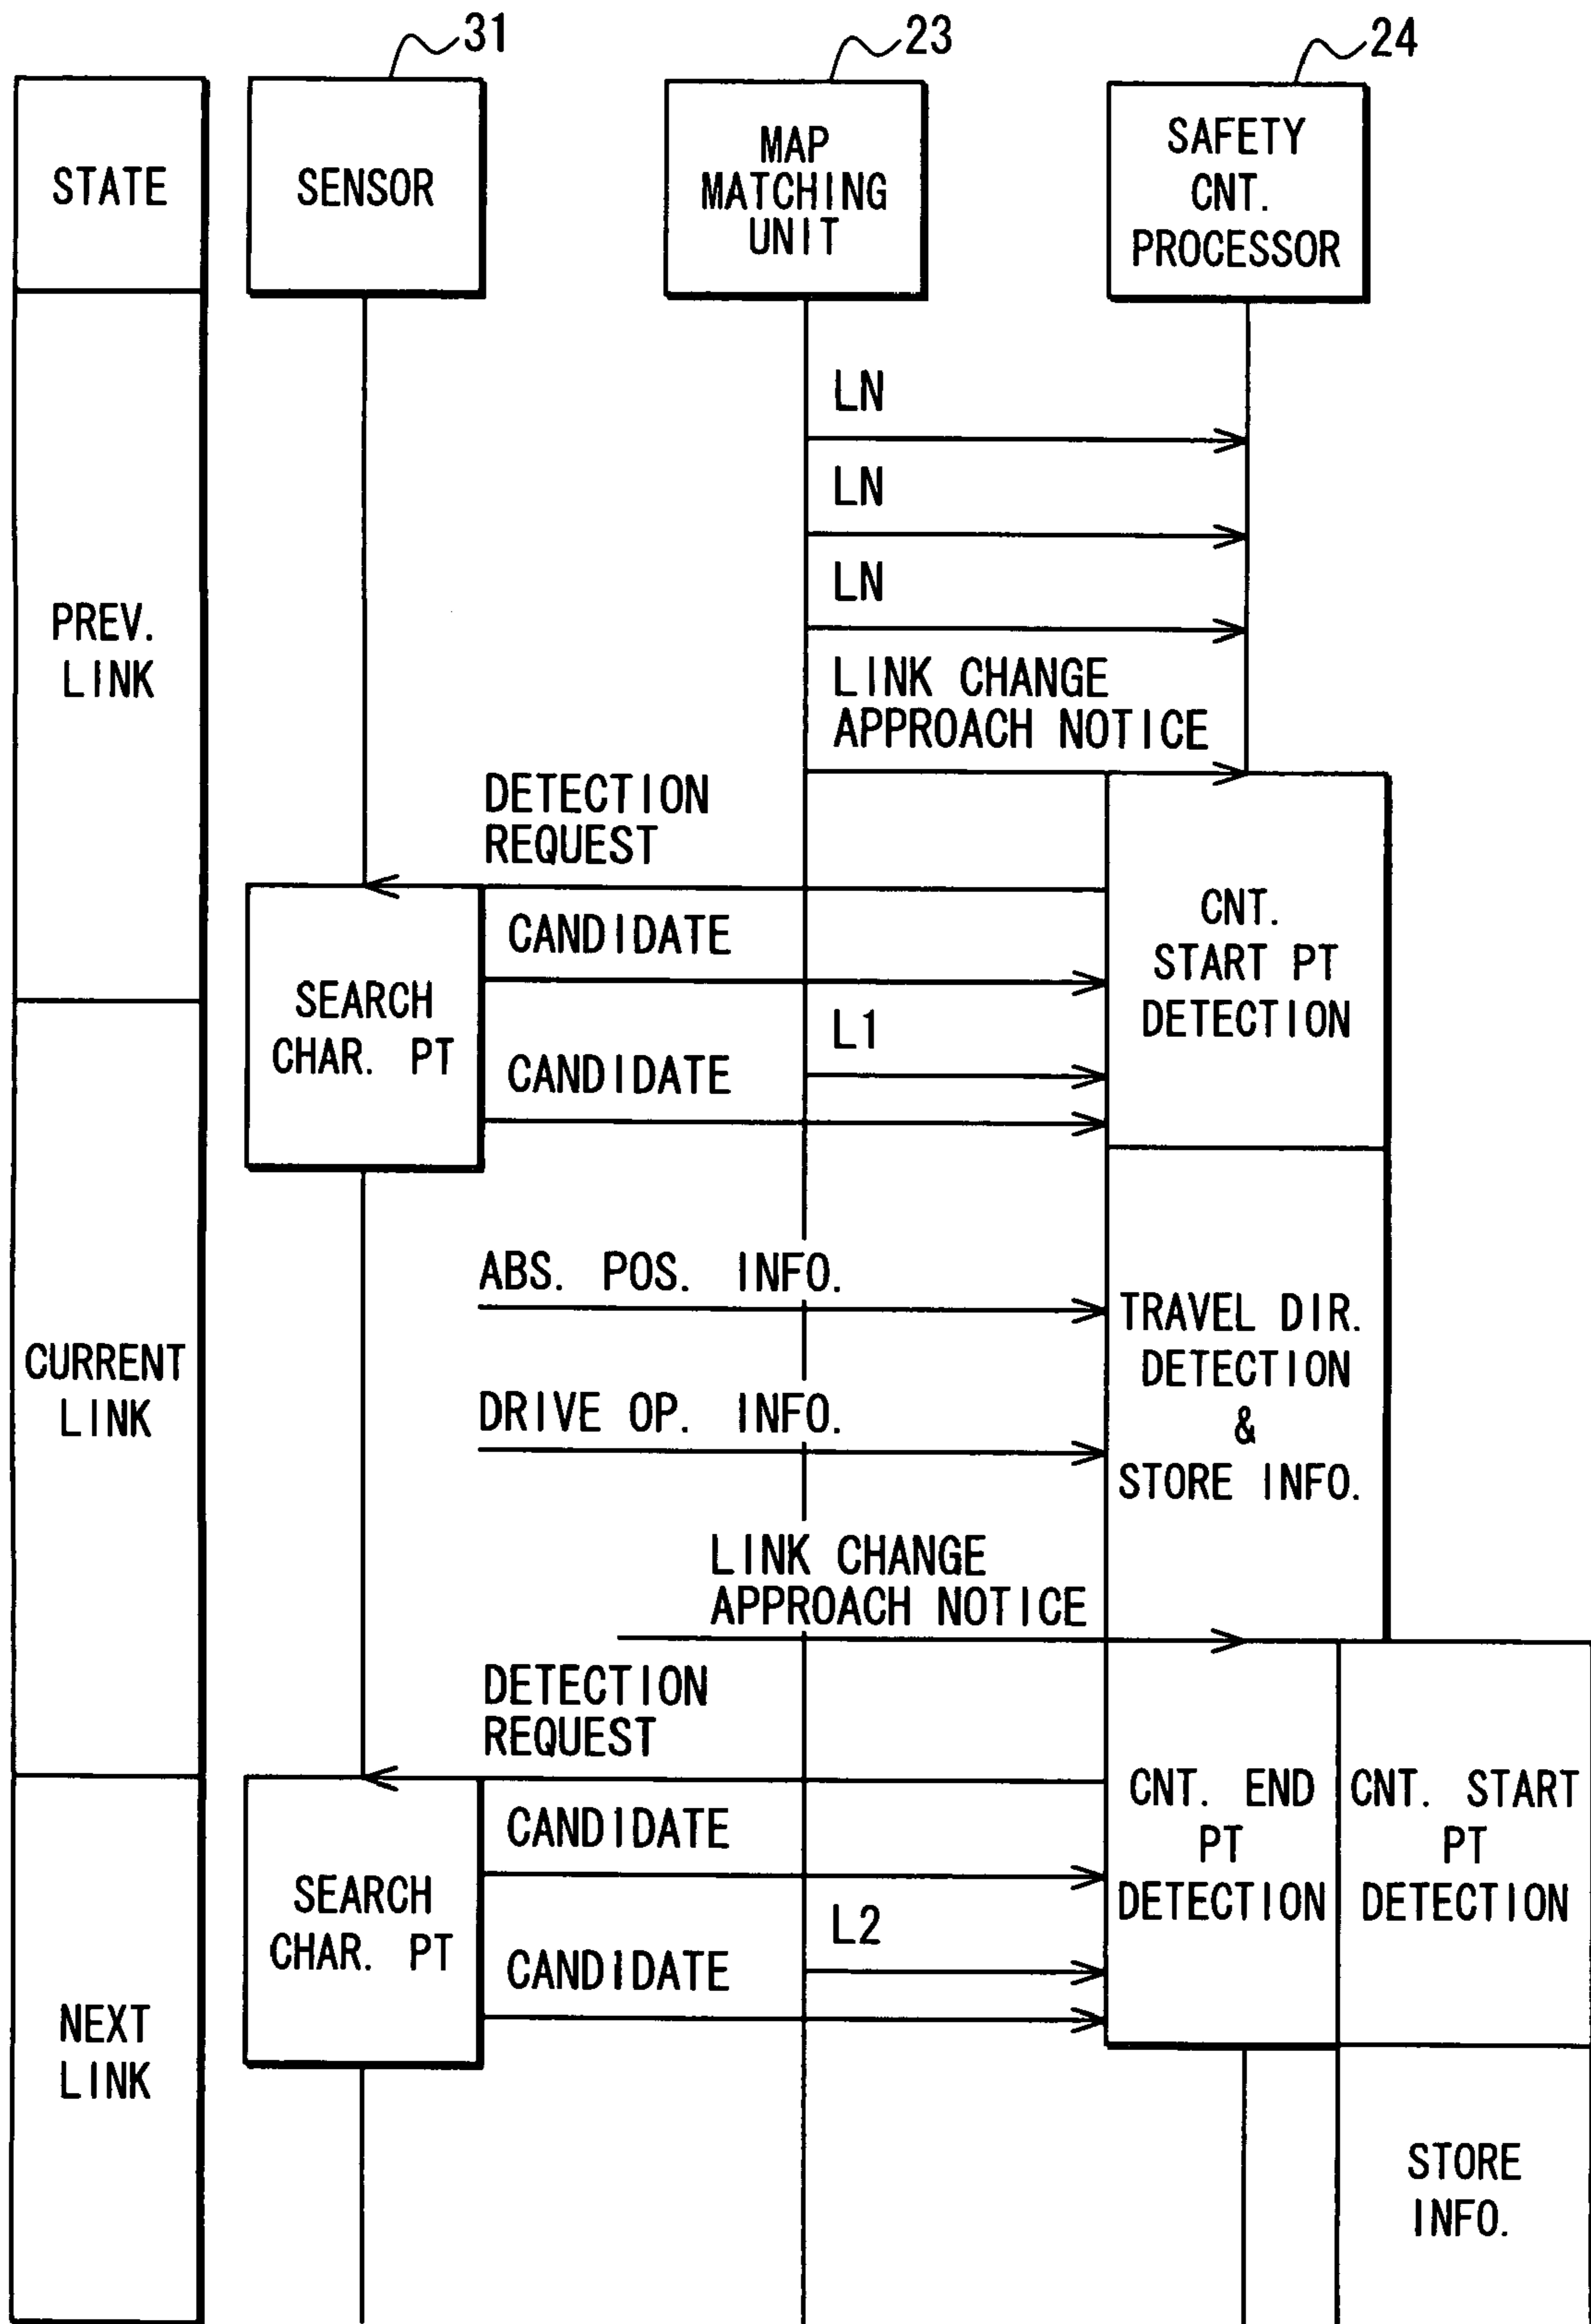 31
23
24
STATE
SENSOR
MAP
MATCHING
UNIT
SAFETY
CNT.
PROCESSOR
LN
LN
LN
PREV.
LINK
LINK CHANGE
APPROACH NOTICE
DETECTION
REQUEST
CANDIDATE
CNT.
START PT
DETECTION
SEARCH
CHAR. PT
L1
CANDIDATE
ABS. POS. INFO.
TRAVEL DIR.
DETECTION
&
STORE INFO.
CURRENT
LINK
DRIVE OP. INFO.
LINK CHANGE
APPROACH NOTICE
DETECTION
REQUEST
CNT. END
PT
DETECTION
CNT. START
PT
DETECTION
CANDIDATE
SEARCH
CHAR. PT
L2
CANDIDATE
NEXT
LINK
STORE
INFO.